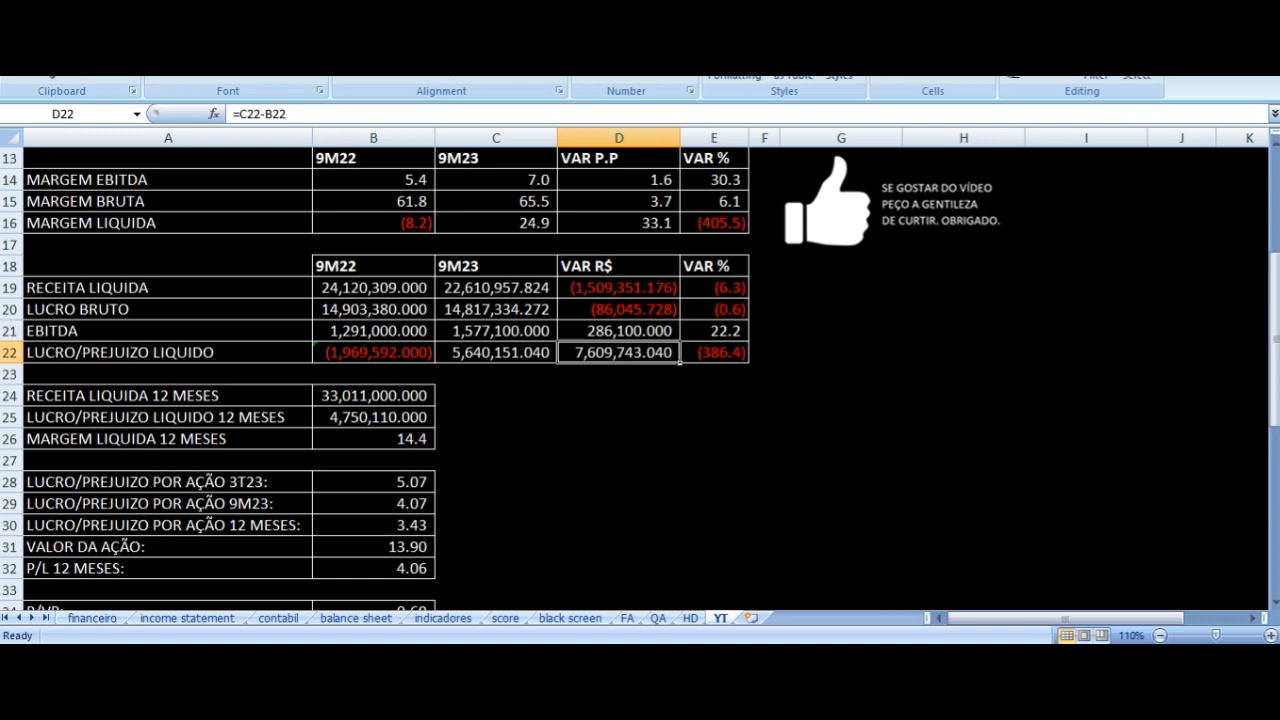 Clipboard Font Alignment Number Styles Cells Editing
D22 fx =C22-B22
A B C D E F G H I J K
13 9M22 9M23 VAR P.P VAR %
14 MARGEM EBITDA 5.4 7.0 1.6 30.3
15 MARGEM BRUTA 61.8 65.5 3.7 6.1
16 MARGEM LIQUIDA (8.2) 24.9 33.1 (405.5)
SE GOSTAR DO VÍDEO
PEÇO A GENTILEZA
DE CURTIR. OBRIGADO.
17
18 9M22 9M23 VAR R$ VAR %
19 RECEITA LIQUIDA 24,120,309.000 22,610,957.824 (1,509,351.176) (6.3)
20 LUCRO BRUTO 14,903,380.000 14,817,334.272 (86,045.728) (0.6)
21 EBITDA 1,291,000.000 1,577,100.000 286,100.000 22.2
22 LUCRO/PREJUIZO LIQUIDO (1,969,592.000) 5,640,151.040 7,609,743.040 (386.4)
23
24 RECEITA LIQUIDA 12 MESES 33,011,000.000
25 LUCRO/PREJUIZO LIQUIDO 12 MESES 4,750,110.000
26 MARGEM LIQUIDA 12 MESES 14.4
27
28 LUCRO/PREJUIZO POR AÇÃO 3T23: 5.07
29 LUCRO/PREJUIZO POR AÇÃO 9M23: 4.07
30 LUCRO/PREJUIZO POR AÇÃO 12 MESES: 3.43
31 VALOR DA AÇÃO: 13.90
32 P/L 12 MESES: 4.06
33
financeiro income statement contabil balance sheet indicadores score black screen FA QA HD YT
Ready 110%